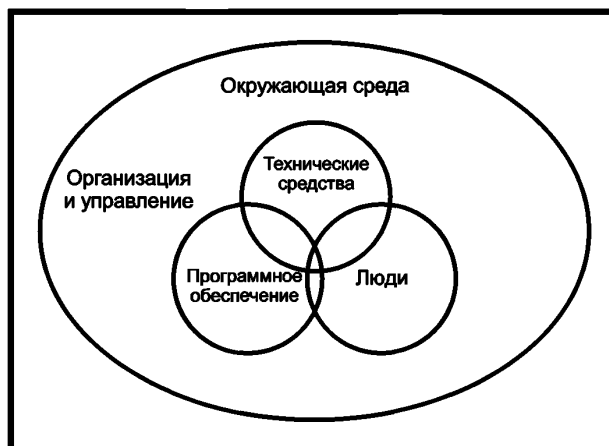 Окружающая среда
Технические
средства
Организация
и управление
Программное
обеспечение
Люди